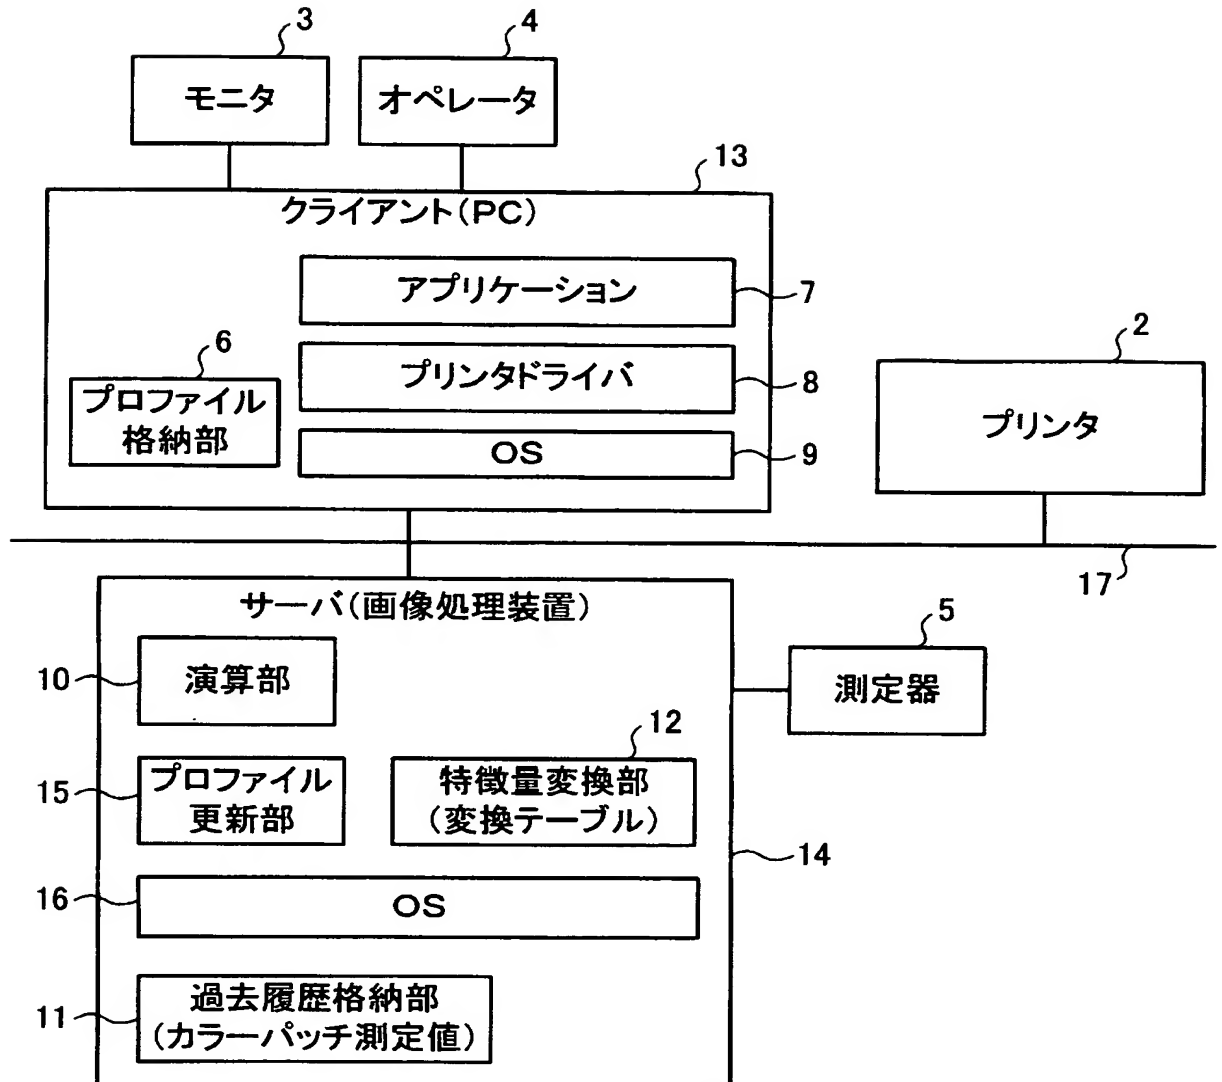 3
4
モニタ
オペレータ
13
クライアント(PC)
アプリケーション
7
6
プロファイル
格納部
プリンタドライバ
8
OS
9
2
プリンタ
17
サーバ(画像処理装置)
10
演算部
5
測定器
12
15
プロファイル
更新部
特徴量変換部
(変換テーブル)
14
16
OS
11
過去履歴格納部
(カラーパッチ測定値)